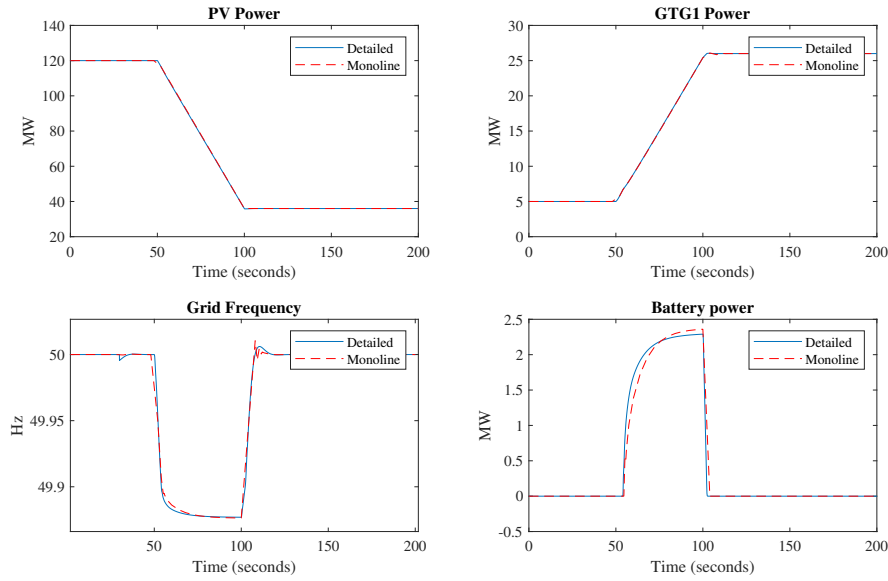 PV Power
140
120
100
80
60
40
20
MW
Detailed
Monoline
0
50
100
150
200
Time (seconds)
GTG1 Power
30
25
20
15
10
5
0
MW
Detailed
Monoline
0
50
100
150
200
Time (seconds)
Grid Frequency
50
49.95
49.9
Hz
Detailed
Monoline
50
100
150
200
Time (seconds)
Battery power
2.5
2
1.5
1
0.5
0
-0.5
MW
Detailed
Monoline
0
50
100
150
200
Time (seconds)